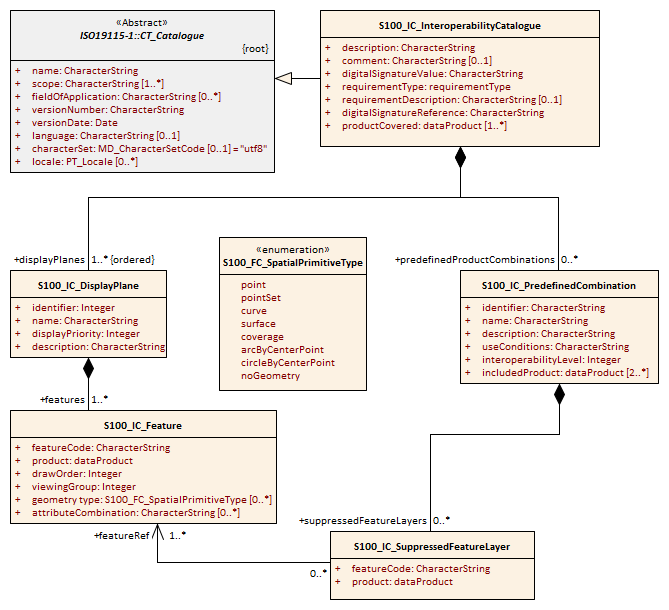 «Abstract»
ISO19115-1::CT_Catalogue
{root}
+ name: CharacterString
+ scope: CharacterString [1..*]
+ fieldOfApplication: CharacterString [0..*]
+ versionNumber: CharacterString
+ versionDate: Date
+ language: CharacterString [0..1]
+ characterSet: MD_CharacterSetCode [0..1] = "utf8"
+ locale: PT_Locale [0..*]
S100_IC_InteroperabilityCatalogue
+ description: CharacterString
+ comment: CharacterString [0..1]
+ digitalSignatureValue: CharacterString
+ requirementType: requirementType
+ requirementDescription: CharacterString [0..1]
+ digitalSignatureReference: CharacterString
+ productCovered: dataProduct [1..*]
+displayPlanes 1..* {ordered}
+predefinedProductCombinations 0..*
S100_IC_DisplayPlane
+ identifier: Integer
+ name: CharacterString
+ displayPriority: Integer
+ description: CharacterString
«enumeration»
S100_FC_SpatialPrimitiveType
point
pointSet
curve
surface
coverage
arcByCenterPoint
circleByCenterPoint
noGeometry
S100_IC_PredefinedCombination
+ identifier: CharacterString
+ name: CharacterString
+ description: CharacterString
+ useConditions: CharacterString
+ interoperabilityLevel: Integer
+ includedProduct: dataProduct [2..*]
+features 1..*
S100_IC_Feature
+ featureCode: CharacterString
+ product: dataProduct
+ drawOrder: Integer
+ viewingGroup: Integer
+ geometry type: S100_FC_SpatialPrimitiveType [0..*]
+ attributeCombination: CharacterString [0..*]
+suppressedFeatureLayers 0..*
+featureRef 1..*
0..*
S100_IC_SuppressedFeatureLayer
+ featureCode: CharacterString
+ product: dataProduct